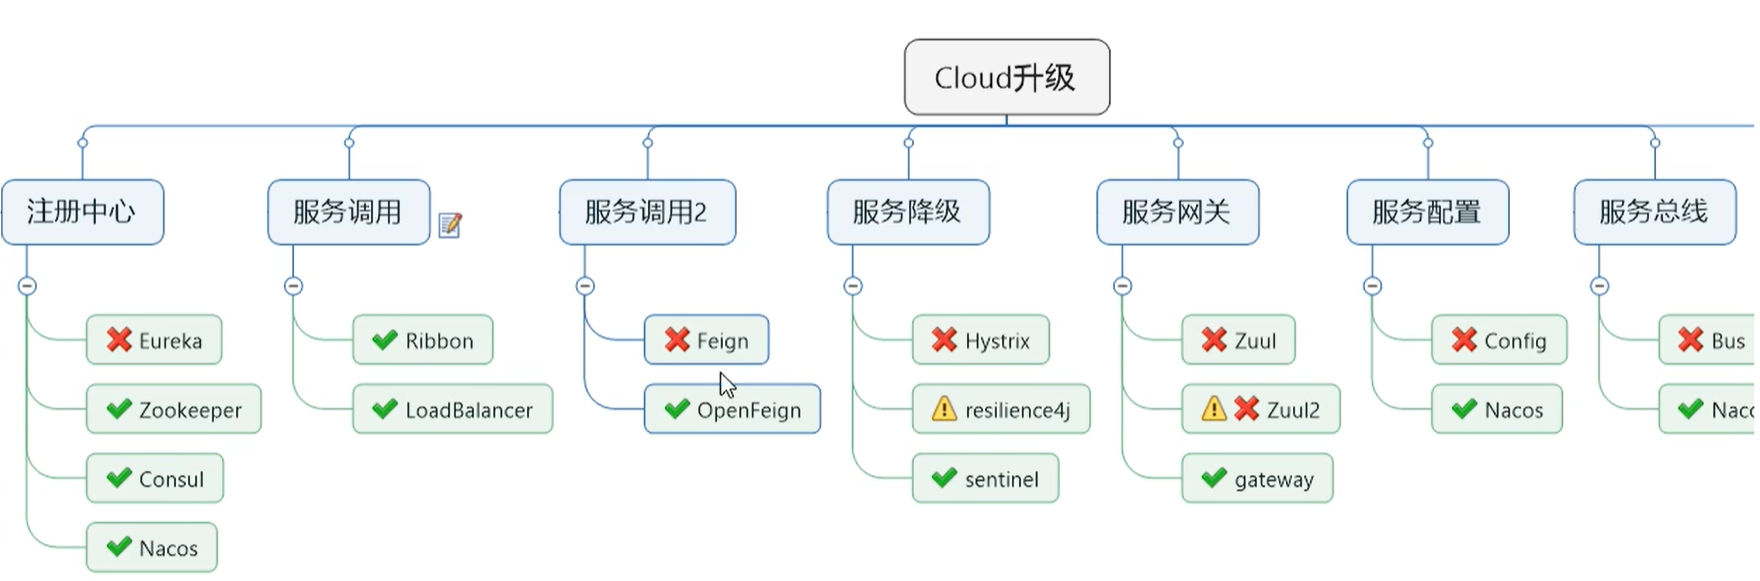 Cloud升级
注册中心
服务调用
服务调用2
服务降级
服务网关
服务配置
服务总线
Eureka
Zookeeper
Consul
Nacos
Ribbon
LoadBalancer
Feign
OpenFeign
Hystrix
resilience4j
sentinel
Zuul
Zuul2
gateway
Config
Nacos
Bus